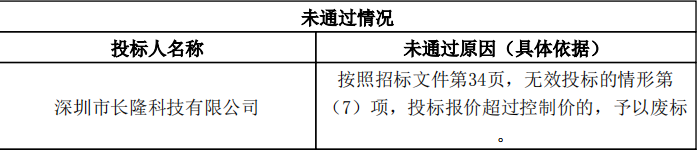 未通过情况
投标人名称
未通过原因（具体依据）
深圳市长隆科技有限公司
按照招标文件第34页，无效投标的情形第
（7）项，投标报价超过控制价的，予以废标
。